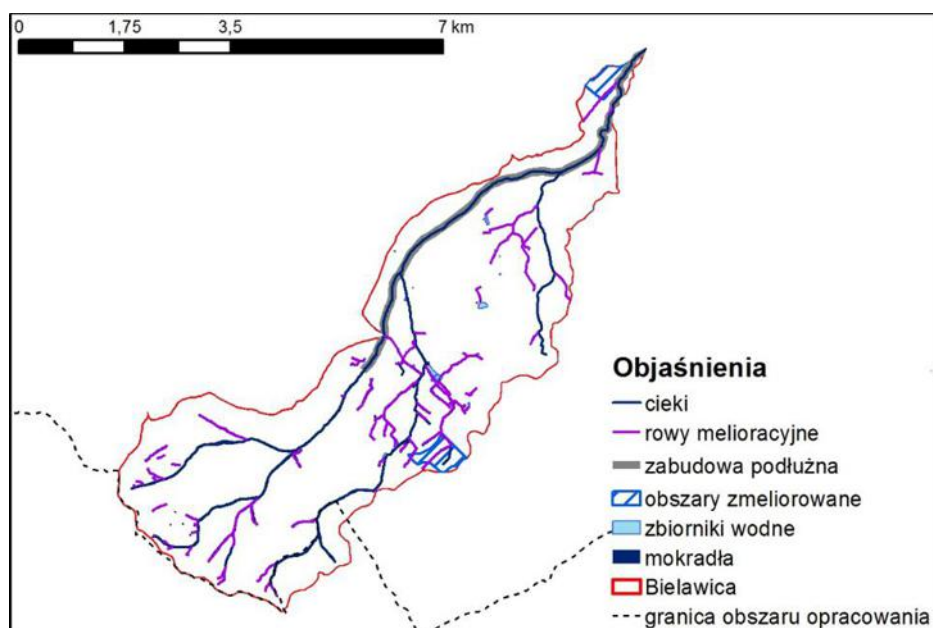 0 1,75 3,5 7 km
Objaśnienia
cieki
rowy melioracyjne
zabudowa podłużna
obszary zmeliorowane
zbiorniki wodne
mokradła
Bielawica
granica obszaru opracowania